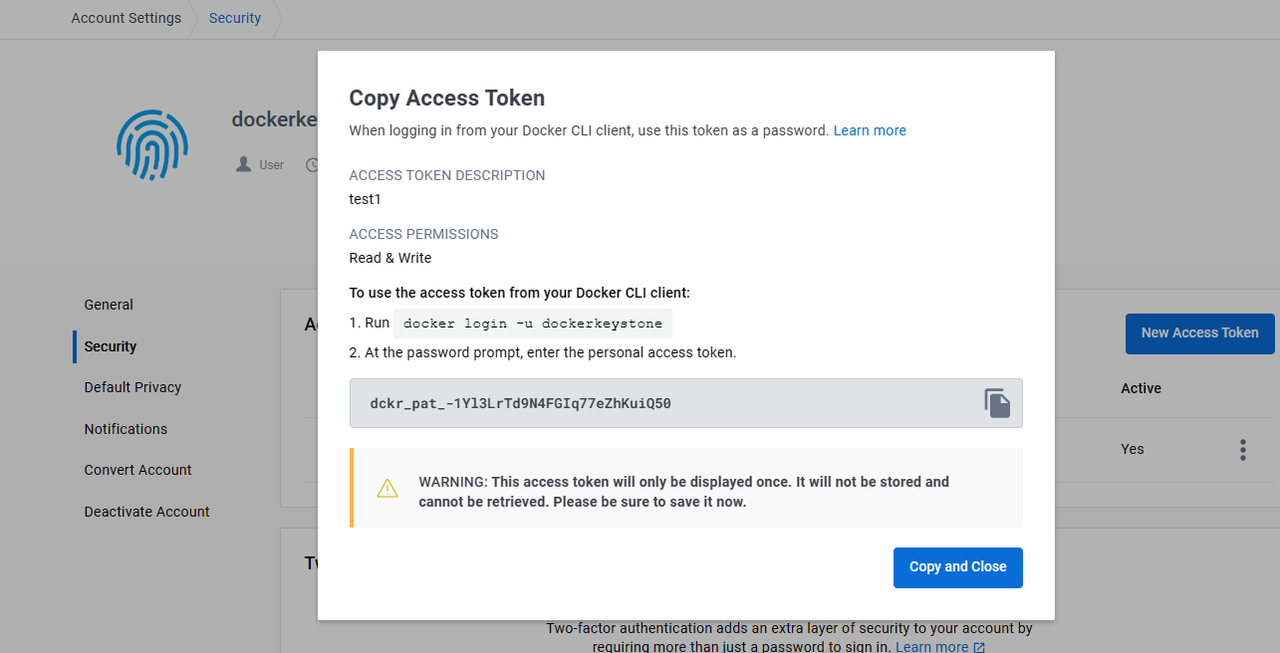 Account Settings
Security
dockerke
User
Copy Access Token
When logging in from your Docker CLI client, use this token as a password. Learn more
ACCESS TOKEN DESCRIPTION
test1
ACCESS PERMISSIONS
Read & Write
To use the access token from your Docker CLI client:
1. Run docker login -u dockerkeystone
2. At the password prompt, enter the personal access token.
dckr_pat_-1Yl3LrTd9N4FGIq77eZhKuiQ50
WARNING: This access token will only be displayed once. It will not be stored and
cannot be retrieved. Please be sure to save it now.
Copy and Close
General
Security
Default Privacy
Notifications
Convert Account
Deactivate Account
New Access Token
Active
Yes
Two-factor authentication adds an extra layer of security to your account by
requiring more than just a password to sign in. Learn more